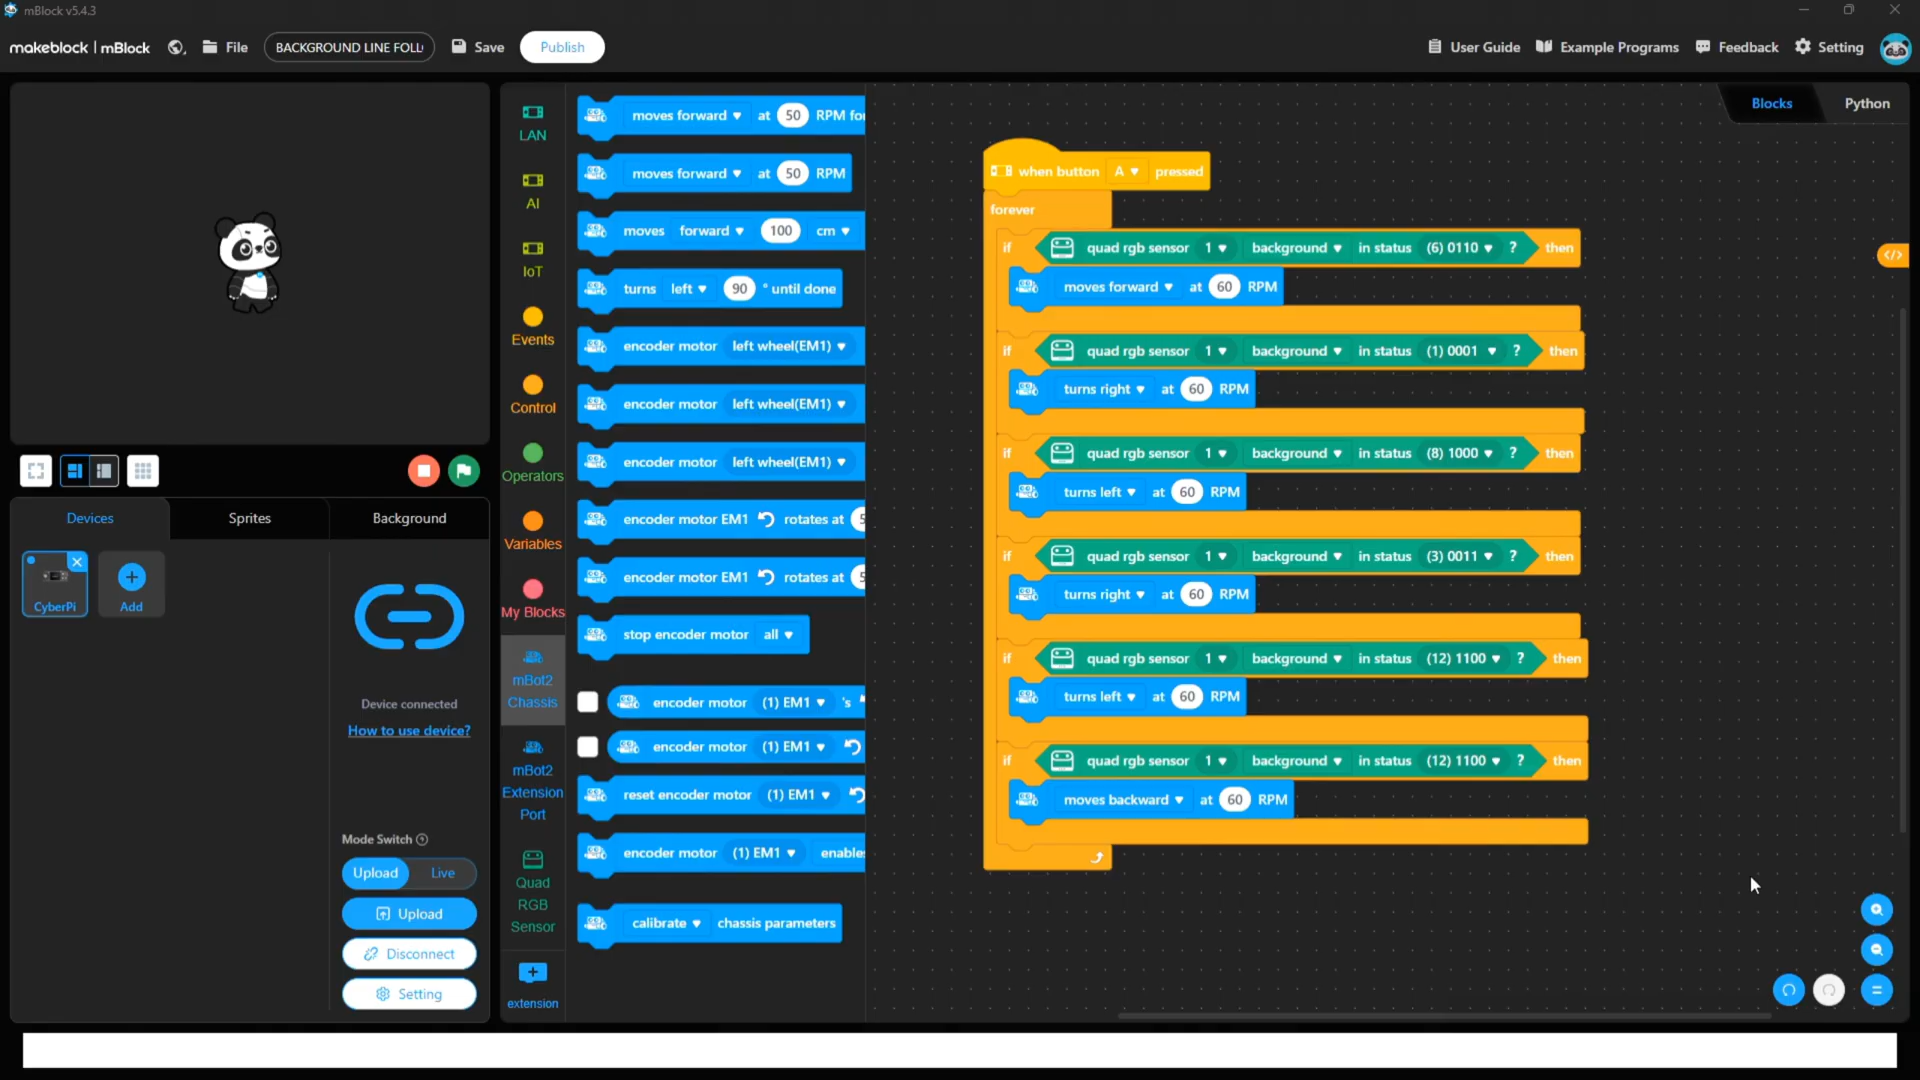 mBlock v5.4.3
makeblock | mBlock
File
BACKGROUND LINE FOLL
Save
Publish
User Guide
Example Programs
Feedback
Setting
LAN
AI
IoT
Events
Control
Operators
Variables
My Blocks
mBot2
Chassis
mBot2
Extension
Port
Quad
RGB
Sensor
extension
moves forward at 50 RPM for
moves forward at 50 RPM
moves forward 100 cm
turns left 90 ° until done
encoder motor left wheel(EM1)
encoder motor left wheel(EM1)
encoder motor left wheel(EM1)
encoder motor EM1 rotates at
encoder motor EM1 rotates at
stop encoder motor all
encoder motor (1) EM1 's
encoder motor (1) EM1
reset encoder motor (1) EM1
encoder motor (1) EM1 enable
calibrate chassis parameters
Blocks
Python
when button A pressed
forever
if quad rgb sensor 1 background in status (6) 0110 ? then
moves forward at 60 RPM
if quad rgb sensor 1 background in status (1) 0001 ? then
turns right at 60 RPM
if quad rgb sensor 1 background in status (8) 1000 ? then
turns left at 60 RPM
if quad rgb sensor 1 background in status (3) 0011 ? then
turns right at 60 RPM
if quad rgb sensor 1 background in status (12) 1100 ? then
turns left at 60 RPM
if quad rgb sensor 1 background in status (12) 1100 ? then
moves backward at 60 RPM
</>
Devices
Sprites
Background
CyberPi
Add
Device connected
How to use device?
Mode Switch
Upload
Live
Upload
Disconnect
Setting